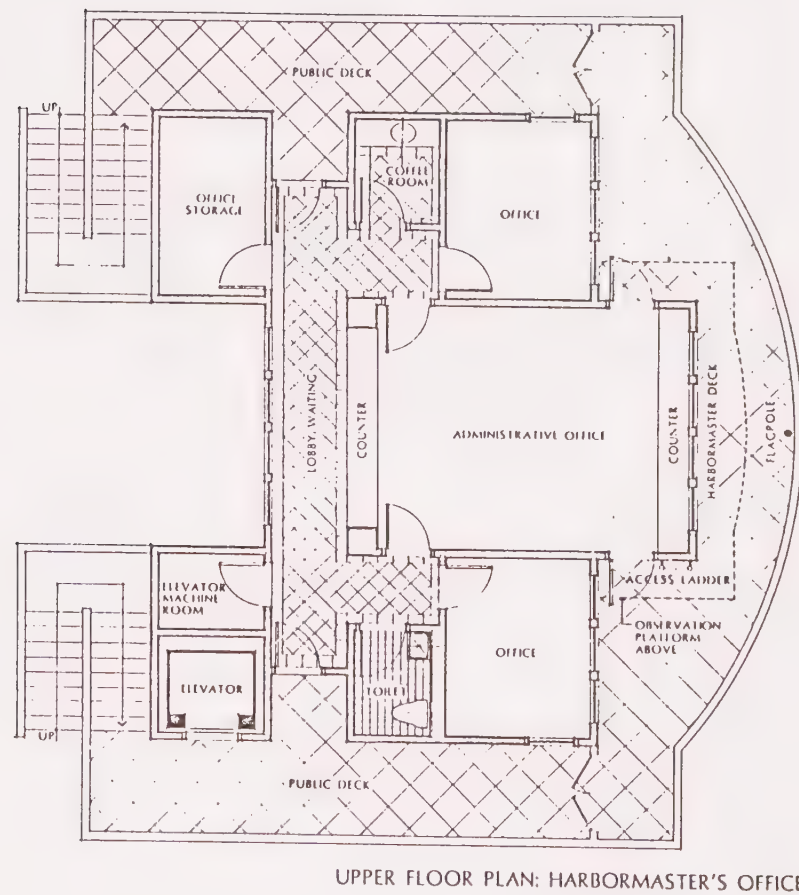 PUBLIC DECK
UP
OFFICE
STORAGE
COFFEE
ROOM
OFFICE
LOBBY, WAITING
COUNTER
ADMINISTRATIVE OFFICE
COUNTER
HARBORMASTER DECK
FLAGPOLE
ELEVATOR
MACHINE
ROOM
ACCESS LADDER
OBSERVATION
PLATFORM
ABOVE
ELEVATOR
TOILET
OFFICE
UP
PUBLIC DECK
UPPER FLOOR PLAN: HARBORMASTER'S OFFICE